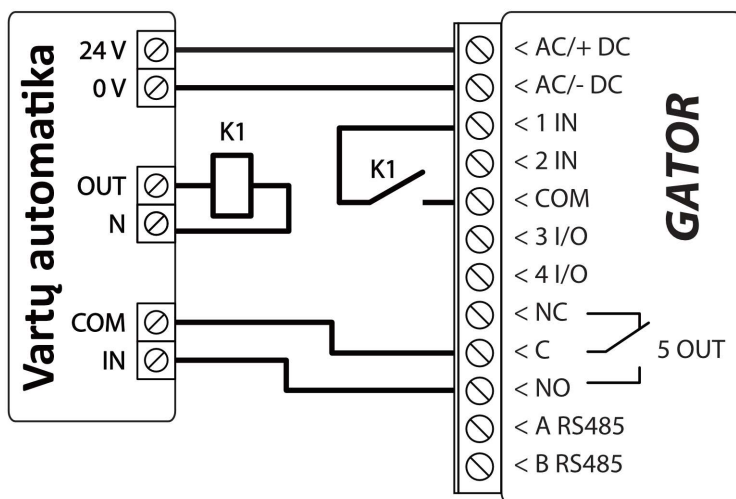 Vartų automatika
24 V
0 V
OUT
N
COM
IN
K1
K1
< AC/+ DC
< AC/- DC
< 1 IN
< 2 IN
< COM
< 3 I/O
< 4 I/O
< NC
< C
< NO
< A RS485
< B RS485
5 OUT
GATOR